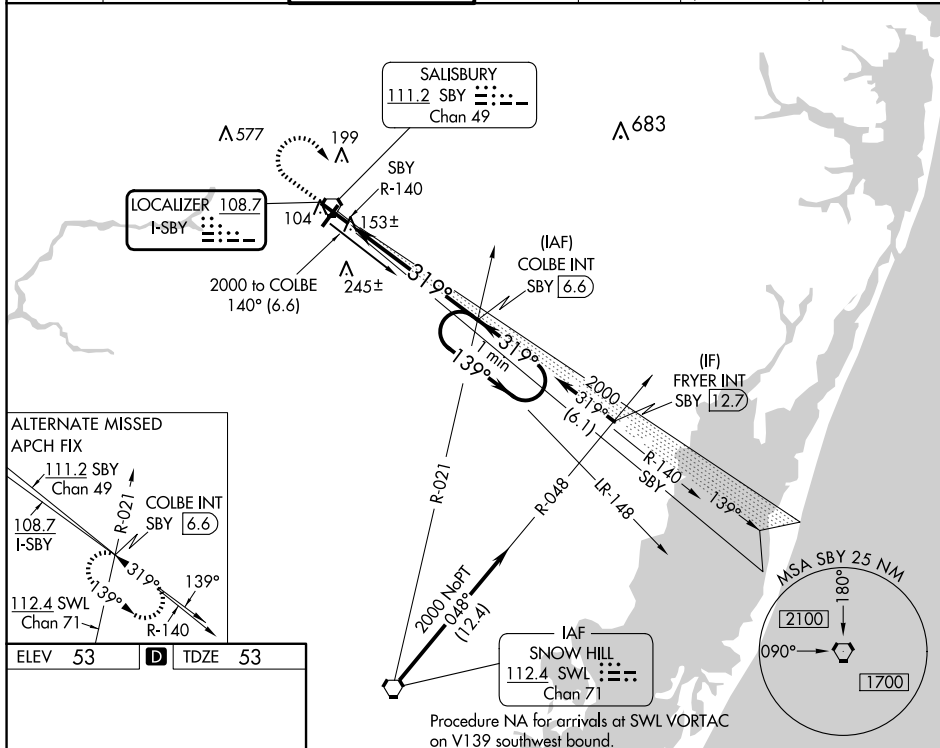 SALISBURY
111.2 SBY
Chan 49
577
199
683
SBY
R-140
LOCALIZER 108.7
I-SBY
104
153±
245±
2000 to COLBE
140° (6.6)
319°
(IAF)
COLBE INT
SBY 6.6
319°
1 min
139°
(IF)
FRYER INT
SBY 12.7
2000
319°
(6.1)
R-140
SBY
139°
R-021
R-048
LR-148
ALTERNATE MISSED
APCH FIX
111.2 SBY
Chan 49
R-021
COLBE INT
SBY 6.6
108.7
I-SBY
319°
139°
139°
112.4 SWL
Chan 71
R-140
2000 NoPT
048°
(12.4)
IAF
SNOW HILL
112.4 SWL
Chan 71
MSA SBY 25 NM
180°
2100
090°
1700
ELEV 53 D TDZE 53
Procedure NA for arrivals at SWL VORTAC
on V139 southwest bound.